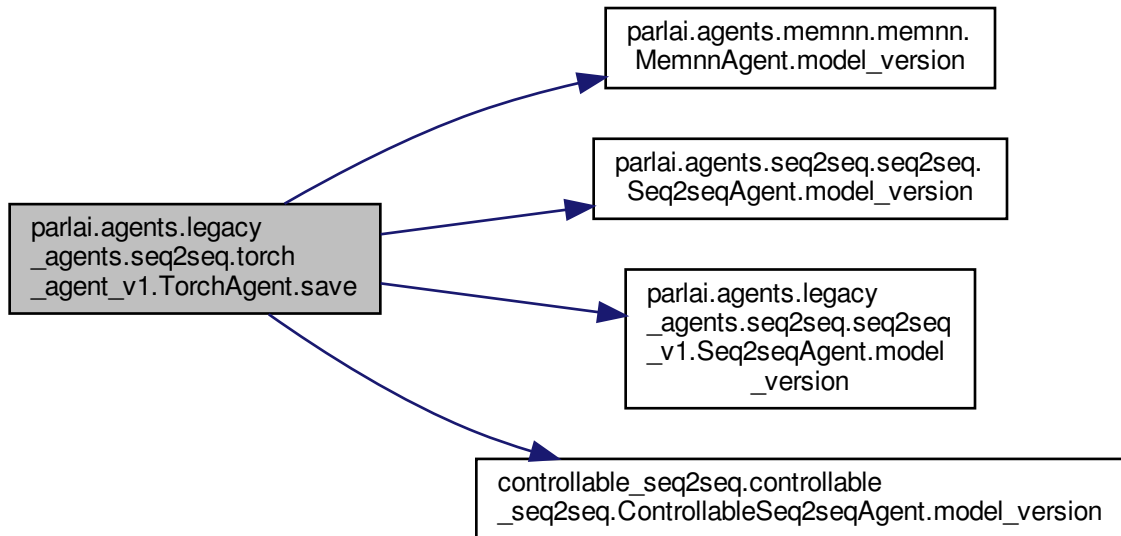 parlai.agents.memnn.memnn.
MemnnAgent.model_version
parlai.agents.seq2seq.seq2seq.
Seq2seqAgent.model_version
parlai.agents.legacy
_agents.seq2seq.torch
_agent_v1.TorchAgent.save
parlai.agents.legacy
_agents.seq2seq.seq2seq
_v1.Seq2seqAgent.model
_version
controllable_seq2seq.controllable
_seq2seq.ControllableSeq2seqAgent.model_version